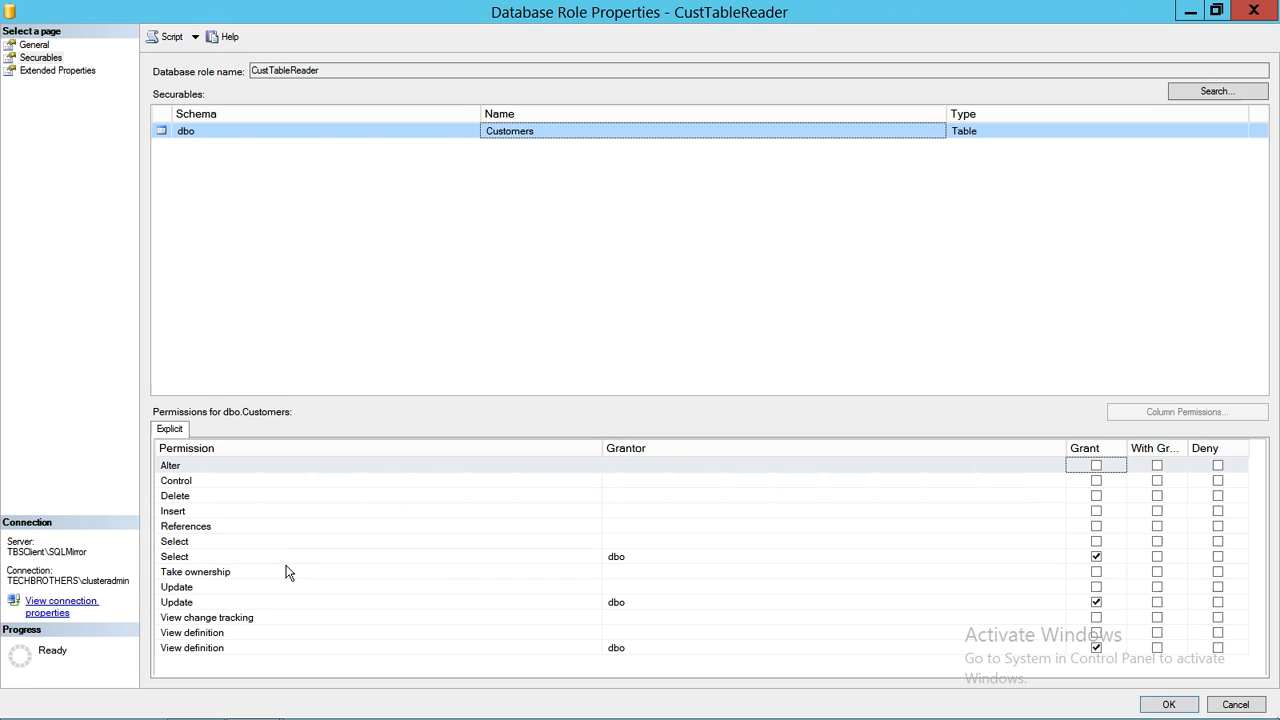 Database Role Properties - CustTableReader
Select a page
General
Securables
Extended Properties
Script
Help
Database role name: CustTableReader
Securables:
Search...
Schema Name Type
dbo Customers Table
Permissions for dbo.Customers:
Column Permissions...
Explicit
Permission Grantor Grant With Gr... Deny
Alter
Control
Delete
Insert
References
Select
Select dbo
Take ownership
Update
Update dbo
View change tracking
View definition
View definition dbo
Connection
Server:
TBSClient\SQLMirror
Connection:
TECHBROTHERS\clusteradmin
View connection
properties
Progress
Ready
Activate Windows
Go to System in Control Panel to activate
Windows.
OK
Cancel